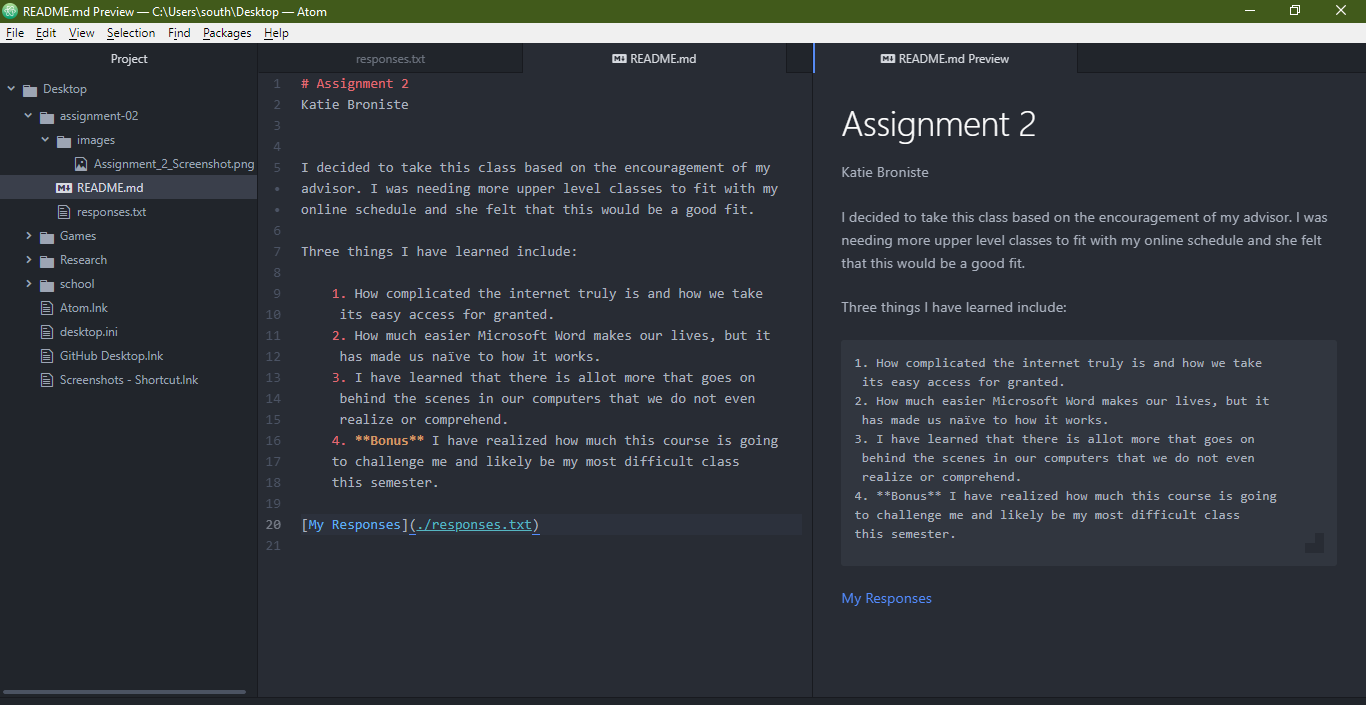 README.md Preview — C:\Users\south\Desktop — Atom
File Edit View Selection Find Packages Help
Project
Desktop
assignment-02
images
Assignment_2_Screenshot.png
README.md
responses.txt
Games
Research
school
Atom.lnk
desktop.ini
GitHub Desktop.lnk
Screenshots - Shortcut.lnk
responses.txt
README.md
1 # Assignment 2
2 Katie Broniste
3
4
5 I decided to take this class based on the encouragement of my
• advisor. I was needing more upper level classes to fit with my
• online schedule and she felt that this would be a good fit.
6
7 Three things I have learned include:
8
9 1. How complicated the internet truly is and how we take
10 its easy access for granted.
11 2. How much easier Microsoft Word makes our lives, but it
12 has made us naïve to how it works.
13 3. I have learned that there is allot more that goes on
14 behind the scenes in our computers that we do not even
15 realize or comprehend.
16 4. **Bonus** I have realized how much this course is going
17 to challenge me and likely be my most difficult class
18 this semester.
19
20 [My Responses](./responses.txt)
21
README.md Preview
Assignment 2
Katie Broniste
I decided to take this class based on the encouragement of my advisor. I was
needing more upper level classes to fit with my online schedule and she felt
that this would be a good fit.
Three things I have learned include:
1. How complicated the internet truly is and how we take
its easy access for granted.
2. How much easier Microsoft Word makes our lives, but it
has made us naïve to how it works.
3. I have learned that there is allot more that goes on
behind the scenes in our computers that we do not even
realize or comprehend.
4. **Bonus** I have realized how much this course is going
to challenge me and likely be my most difficult class
this semester.
My Responses